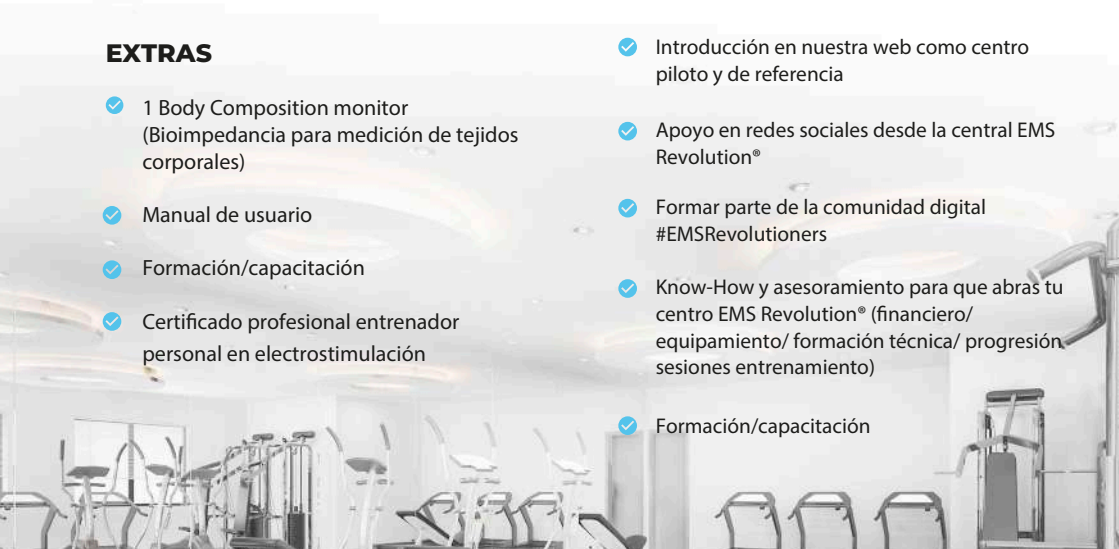 EXTRAS
1 Body Composition monitor
(Bioimpedancia para medición de tejidos
corporales)
Manual de usuario
Formación/capacitación
Certificado profesional entrenador
personal en electrostimulación
Introducción en nuestra web como centro
piloto y de referencia
Apoyo en redes sociales desde la central EMS
Revolution®
Formar parte de la comunidad digital
#EMSRevolutioners
Know-How y asesoramiento para que abras tu
centro EMS Revolution® (financiero/
equipamiento/ formación técnica/ progresión
sesiones entrenamiento)
Formación/capacitación